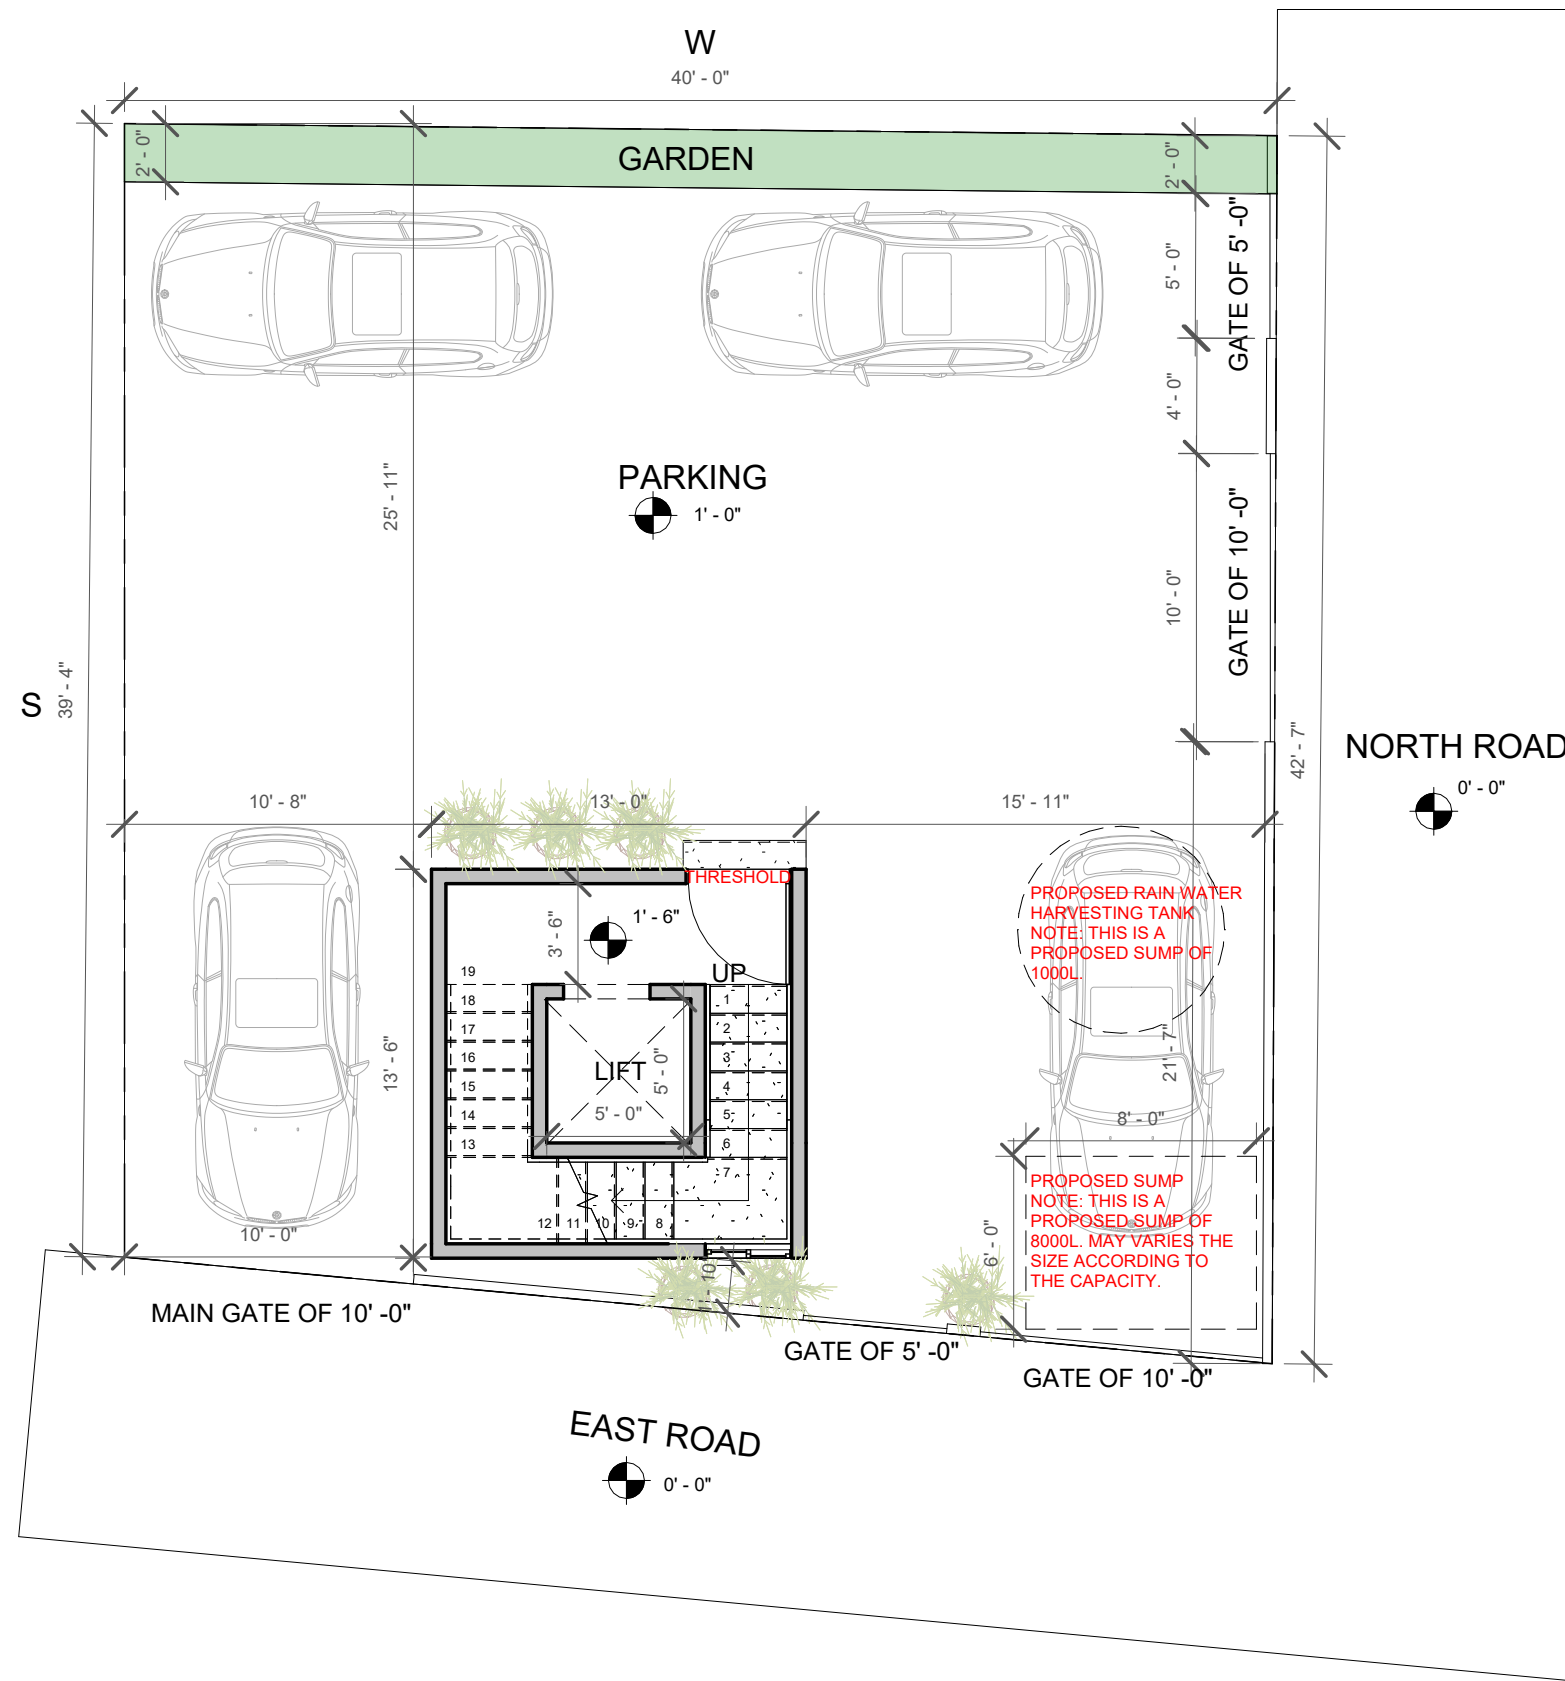 W
40' - 0"
2' - 0"
GARDEN
2' - 0"
GATE OF 5' -0"
5' - 0"
4' - 0"
25' - 11"
PARKING
1' - 0"
GATE OF 10' -0"
10' - 0"
S
39' - 4"
42' - 7"
NORTH ROAD
0' - 0"
10' - 8"
13' - 0"
15' - 11"
THRESHOLD
PROPOSED RAIN WATER
HARVESTING TANK
NOTE: THIS IS A
PROPOSED SUMP OF
1000L.
1' - 6"
3' - 6"
UP
19
18
17
16
15
14
13
1
2
3
4
5
6
7
LIFT
5' - 0"
5' - 0"
13' - 6"
21' - 7"
8' - 0"
PROPOSED SUMP
NOTE: THIS IS A
PROPOSED SUMP OF
8000L. MAY VARIES THE
SIZE ACCORDING TO
THE CAPACITY.
6' - 0"
12
11
10
9
8
10' - 0"
MAIN GATE OF 10' -0"
GATE OF 5' -0"
GATE OF 10' -0"
EAST ROAD
0' - 0"